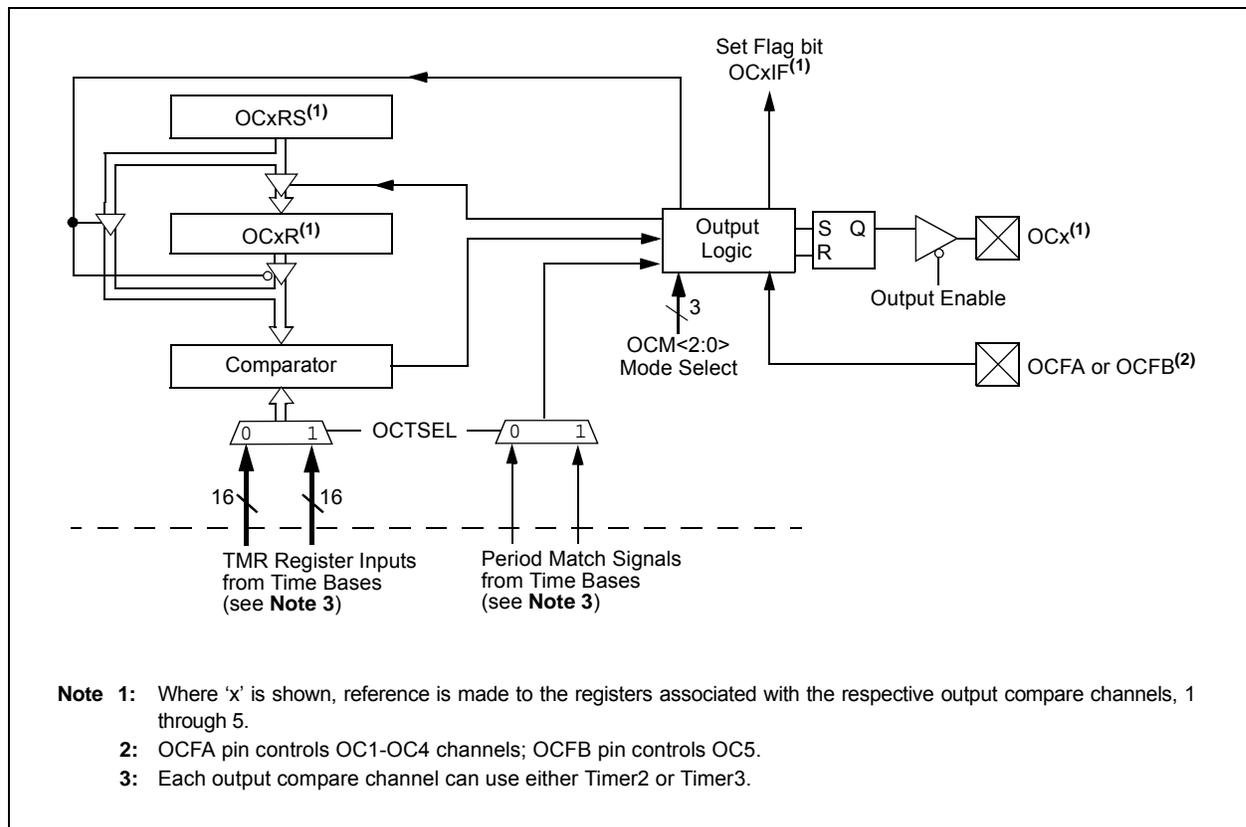 Set Flag bit
OCxIF(1)
OCxRS(1)
OCxR(1)
Output
Logic
S Q
R
OCx(1)
Output Enable
3
OCM<2:0>
Mode Select
Comparator
OCFA or OCFB(2)
0 1
OCTSEL
0 1
16
16
TMR Register Inputs
from Time Bases
(see Note 3)
Period Match Signals
from Time Bases
(see Note 3)
Note 1: Where ‘x’ is shown, reference is made to the registers associated with the respective output compare channels, 1
through 5.
2: OCFA pin controls OC1-OC4 channels; OCFB pin controls OC5.
3: Each output compare channel can use either Timer2 or Timer3.